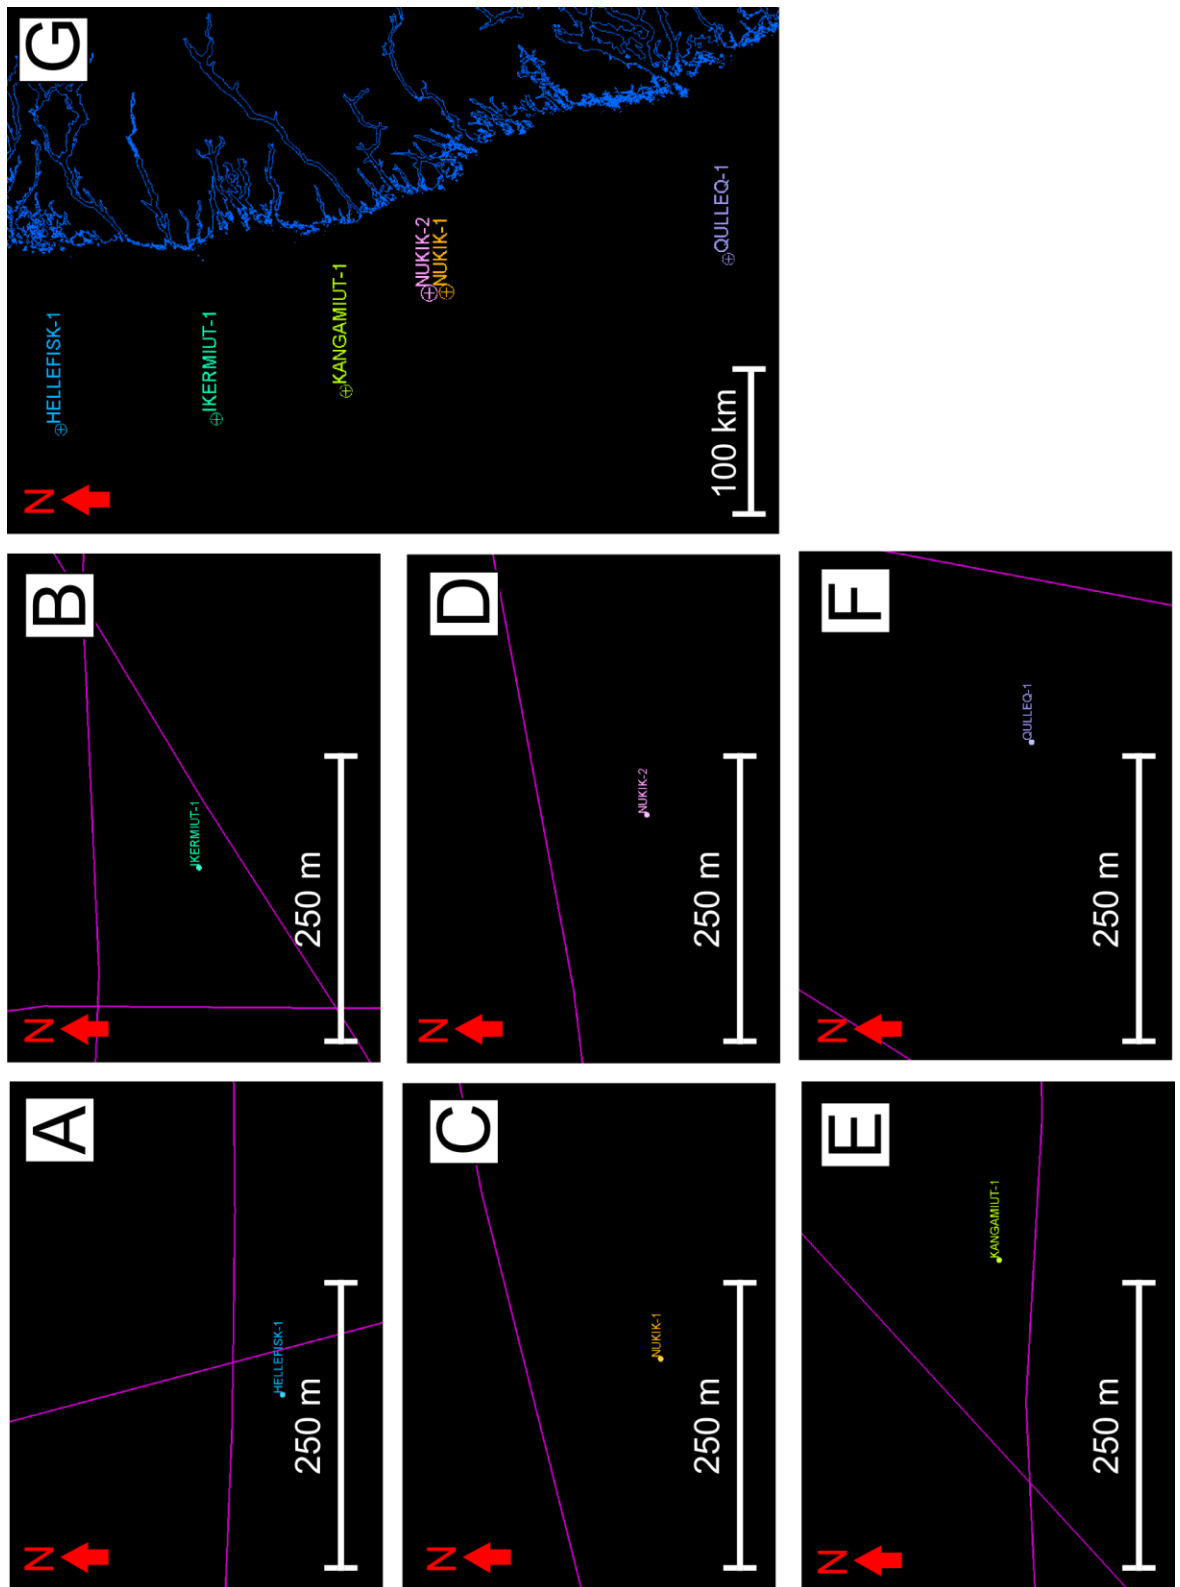 A
N
HELLEFISK-1
250 m
B
N
IKERMIUT-1
250 m
G
N
HELLEFISK-1
IKERMIUT-1
KANGAMIUT-1
NUKIK-2
NUKIK-1
QULLEQ-1
100 km
C
N
NUKIK-1
250 m
D
N
NUKIK-2
250 m
E
N
KANGAMIUT-1
250 m
F
N
QULLEQ-1
250 m